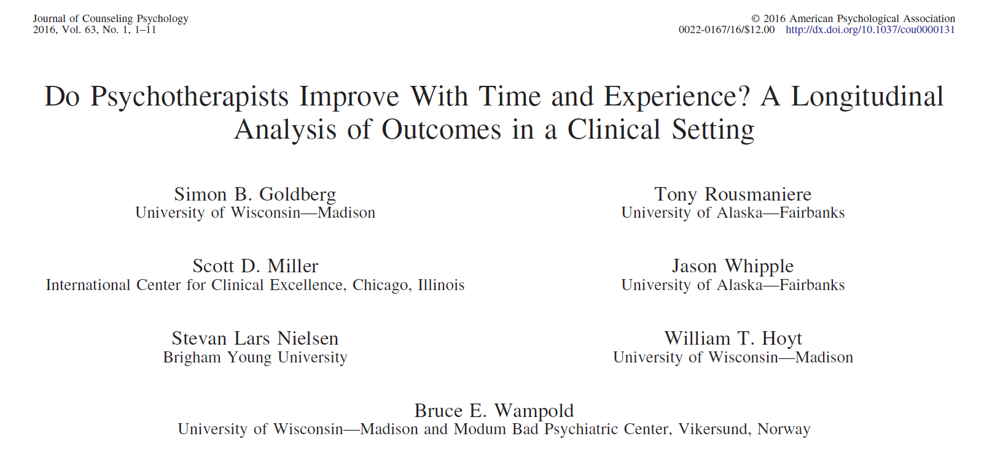 Journal of Counseling Psychology
2016, Vol. 63, No. 1, 1–11
© 2016 American Psychological Association
0022-0167/16/$12.00 http://dx.doi.org/10.1037/cou0000131
Do Psychotherapists Improve With Time and Experience? A Longitudinal
Analysis of Outcomes in a Clinical Setting
Simon B. Goldberg
University of Wisconsin—Madison
Tony Rousmaniere
University of Alaska—Fairbanks
Scott D. Miller
International Center for Clinical Excellence, Chicago, Illinois
Jason Whipple
University of Alaska—Fairbanks
Stevan Lars Nielsen
Brigham Young University
William T. Hoyt
University of Wisconsin—Madison
Bruce E. Wampold
University of Wisconsin—Madison and Modum Bad Psychiatric Center, Vikersund, Norway